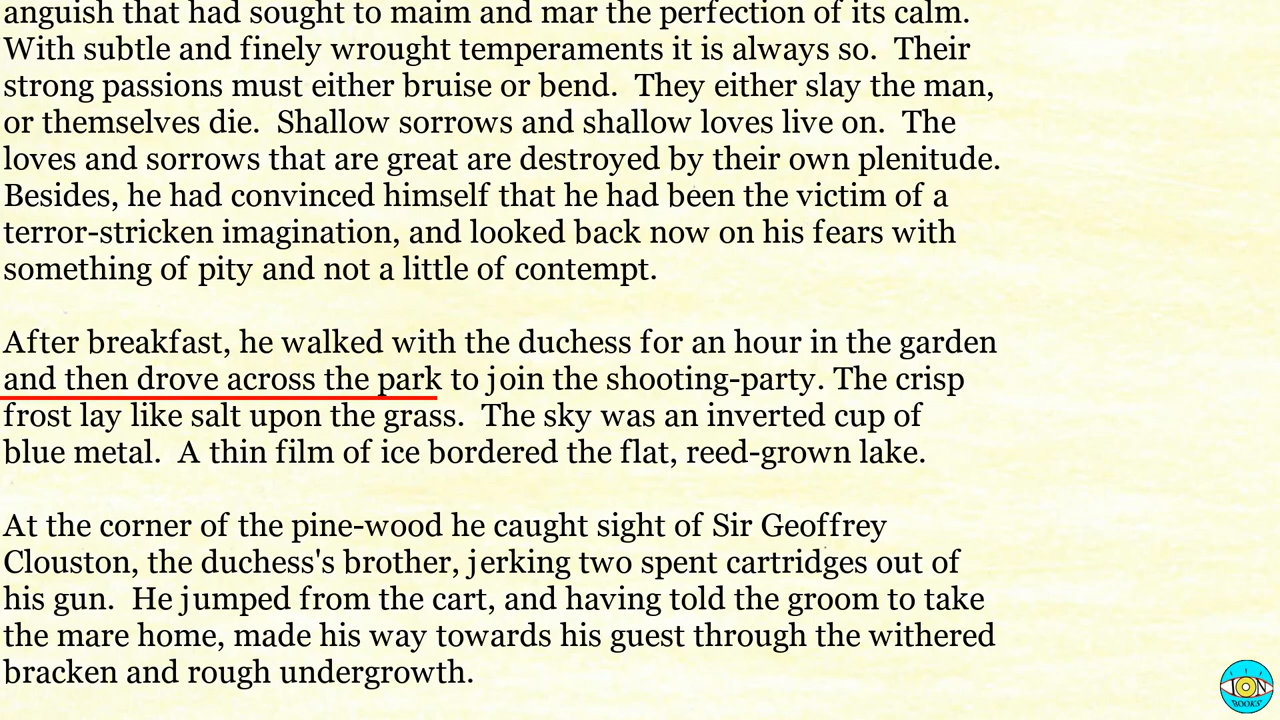 anguish that had sought to maim and mar the perfection of its calm.
With subtle and finely wrought temperaments it is always so.  Their
strong passions must either bruise or bend.  They either slay the man,
or themselves die.  Shallow sorrows and shallow loves live on.  The
loves and sorrows that are great are destroyed by their own plenitude.
Besides, he had convinced himself that he had been the victim of a
terror-stricken imagination, and looked back now on his fears with
something of pity and not a little of contempt.
After breakfast, he walked with the duchess for an hour in the garden
and then drove across the park to join the shooting-party. The crisp
frost lay like salt upon the grass.  The sky was an inverted cup of
blue metal.  A thin film of ice bordered the flat, reed-grown lake.
At the corner of the pine-wood he caught sight of Sir Geoffrey
Clouston, the duchess's brother, jerking two spent cartridges out of
his gun.  He jumped from the cart, and having told the groom to take
the mare home, made his way towards his guest through the withered
bracken and rough undergrowth.
ION
BOOKS